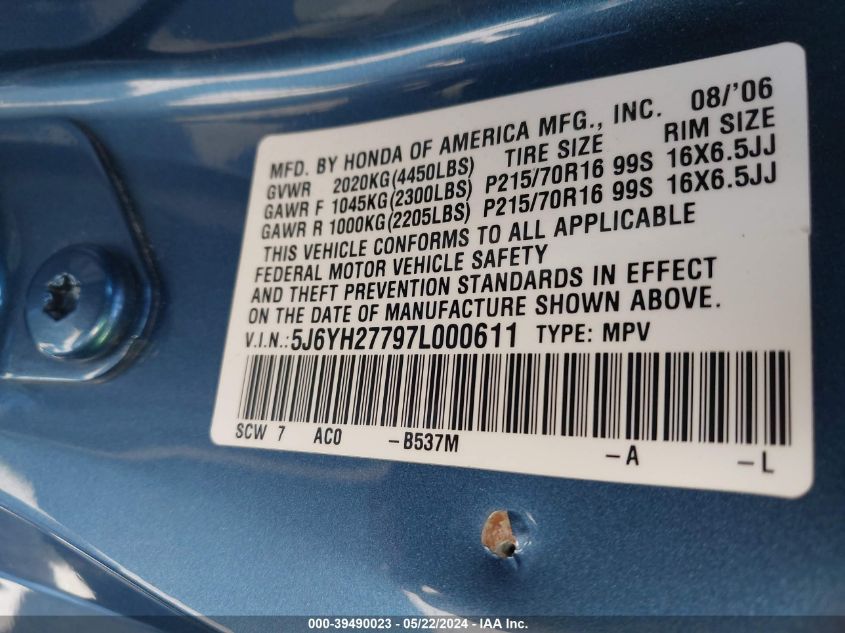 MFD. BY HONDA OF AMERICA MFG., INC. 08/'06
GVWR 2020KG(4450LBS) TIRE SIZE RIM SIZE
GAWR F 1045KG(2300LBS) P215/70R16 99S 16X6.5JJ
GAWR R 1000KG(2205LBS) P215/70R16 99S 16X6.5JJ
THIS VEHICLE CONFORMS TO ALL APPLICABLE
FEDERAL MOTOR VEHICLE SAFETY
AND THEFT PREVENTION STANDARDS IN EFFECT
ON THE DATE OF MANUFACTURE SHOWN ABOVE.
V.I.N.:5J6YH27797L000611 TYPE: MPV
SCW 7 AC0 -B537M -A -L
000-39490023 - 05/22/2024 - IAA Inc.